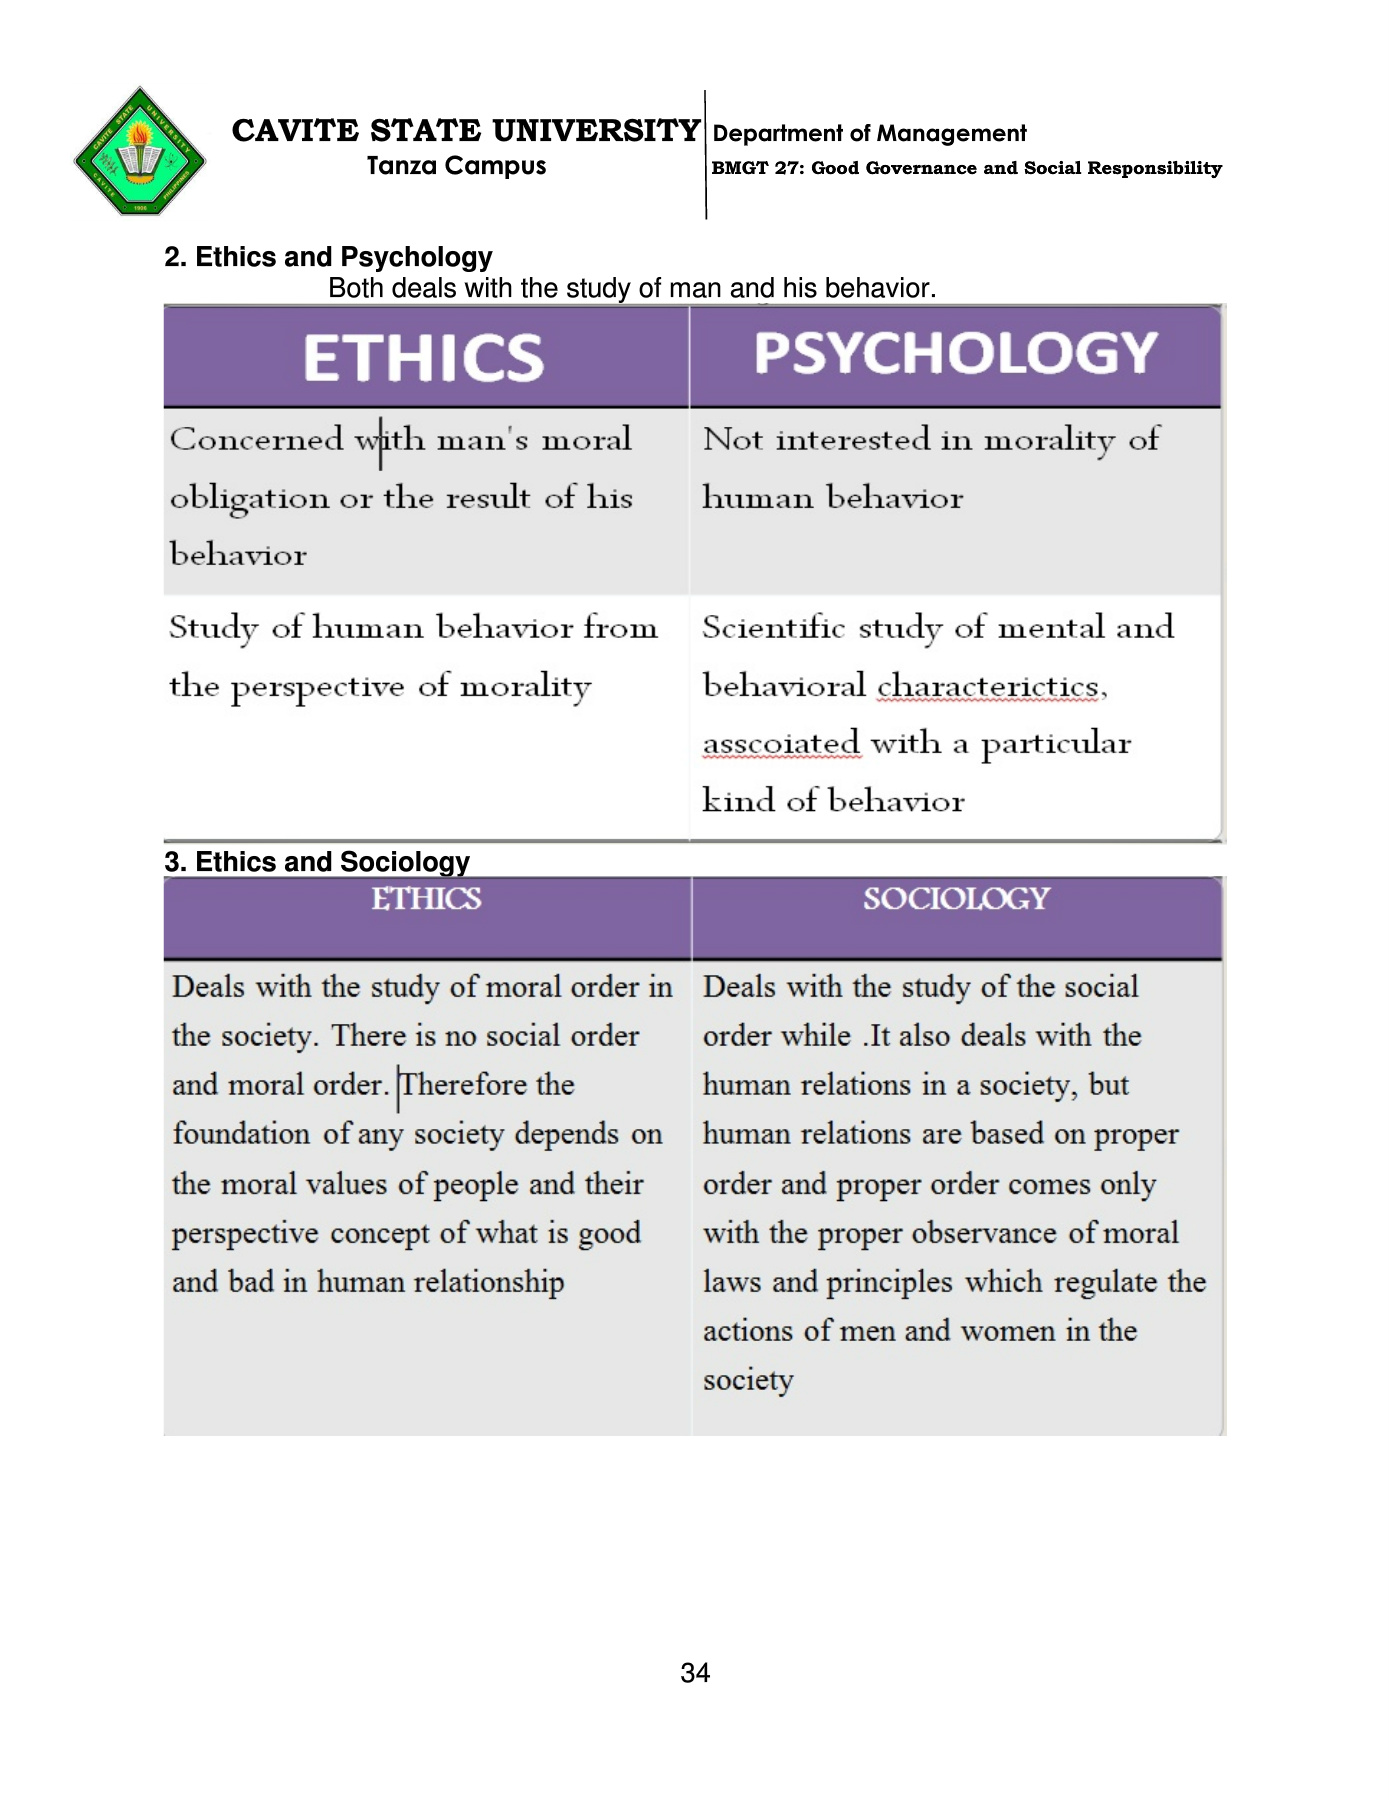 CAVITE STATE UNIVERSITY
Tanza Campus
Department of Management
BMGT 27: Good Governance and Social Responsibility
CAVITE STATE UNIVERSITY
CAVITE
PHILIPPINES
1906
2. Ethics and Psychology
Both deals with the study of man and his behavior.
ETHICS
Concerned with man's moral
obligation or the result of his
behavior
Study of human behavior from
the perspective of morality
PSYCHOLOGY
Not interested in morality of
human behavior
Scientific study of mental and
behavioral characterictics,
asscoiated with a particular
kind of behavior
3. Ethics and Sociology
ETHICS
Deals with the study of moral order in
the society. There is no social order
and moral order. Therefore the
foundation of any society depends on
the moral values of people and their
perspective concept of what is good
and bad in human relationship
SOCIOLOGY
Deals with the study of the social
order while .It also deals with the
human relations in a society, but
human relations are based on proper
order and proper order comes only
with the proper observance of moral
laws and principles which regulate the
actions of men and women in the
society
34